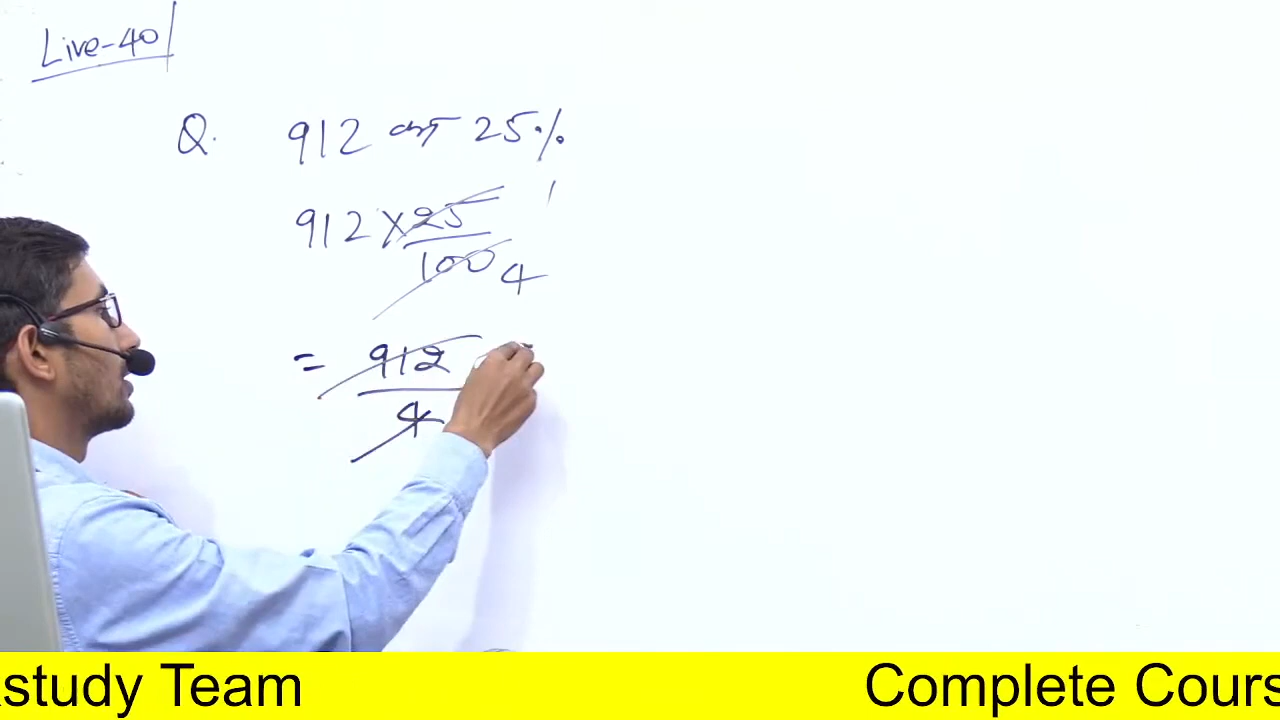 Live-40
Q. 912 का 25%
912 × 25
100 4
= 912
4
study Team Complete Cours